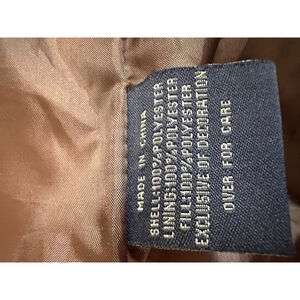 MADE IN CHINA
SHELL:100%POLYESTER
LINING:100%POLYESTER
FILL:100%POLYESTER
EXCLUSIVE OF DECORATION
OVER FOR CARE